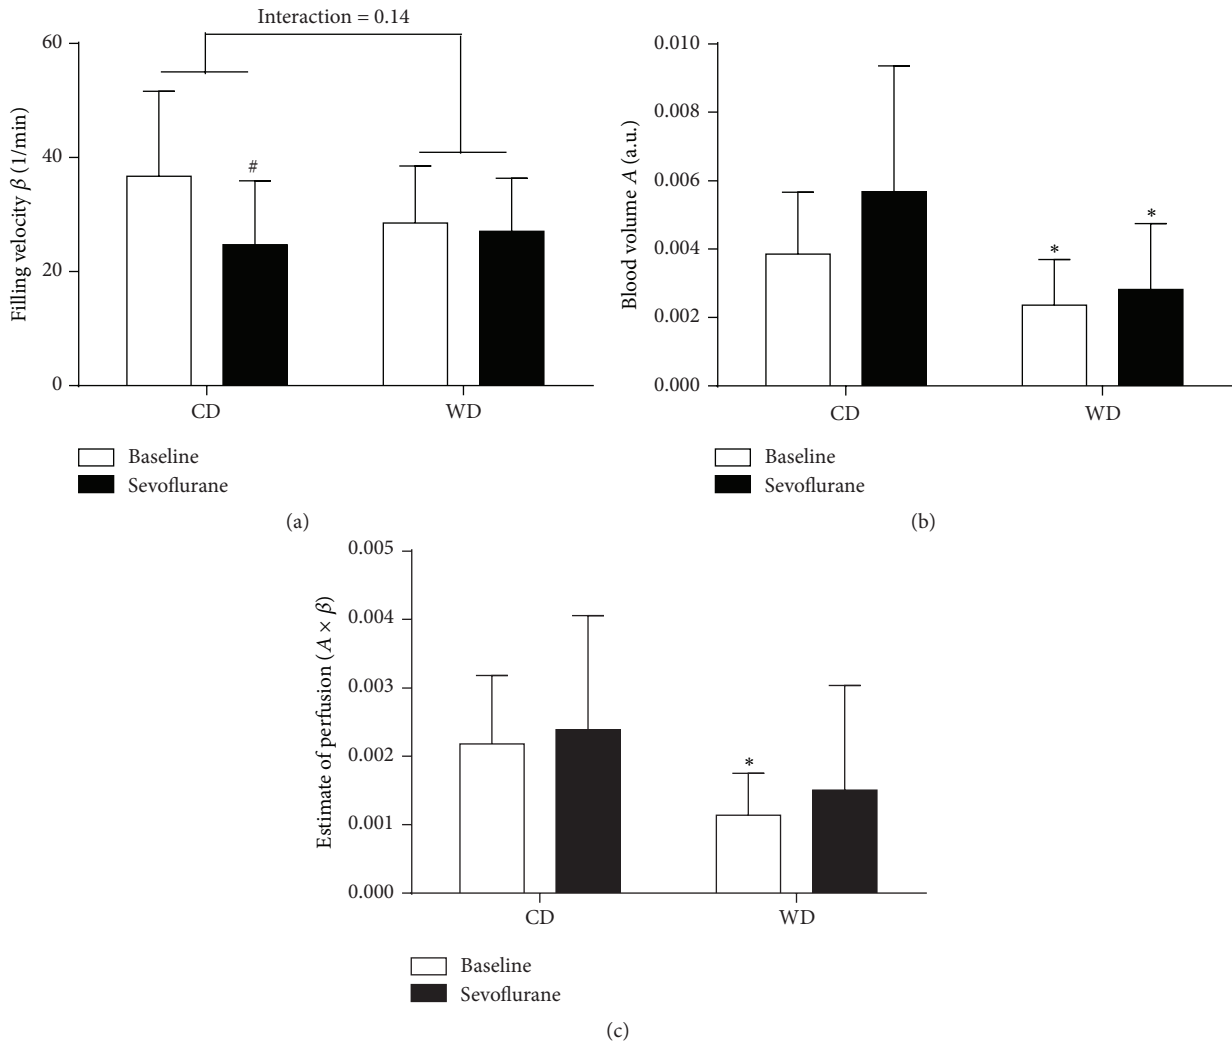 Interaction = 0.14
60
40
20
0
Filling velocity β (1/min)
#
CD
WD
Baseline
Sevoflurane
(a)
0.010
0.008
0.006
0.004
0.002
0.000
Blood volume A (a.u.)
*
*
CD
WD
Baseline
Sevoflurane
(b)
0.005
0.004
0.003
0.002
0.001
0.000
Estimate of perfusion (A × β)
*
CD
WD
Baseline
Sevoflurane
(c)